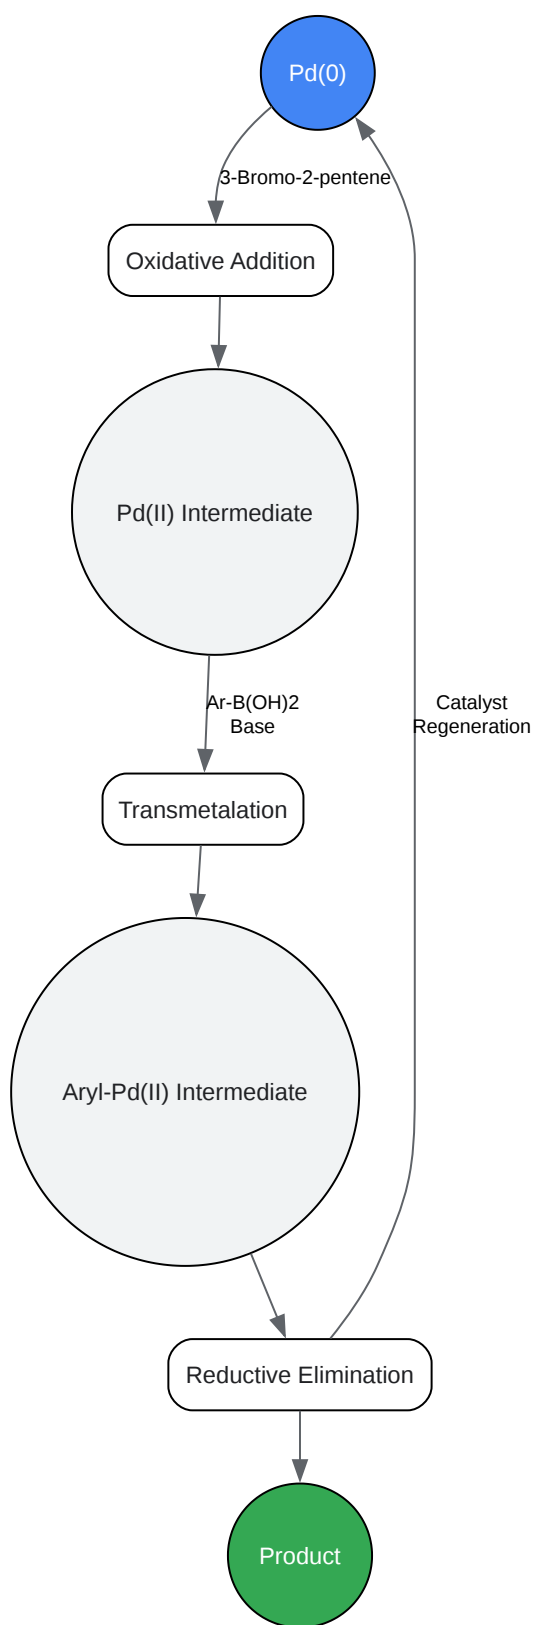 Pd(0)
3-Bromo-2-pentene
Oxidative Addition
Pd(II) Intermediate
Ar-B(OH)2
Base
Catalyst
Regeneration
Transmetalation
Aryl-Pd(II) Intermediate
Reductive Elimination
Product